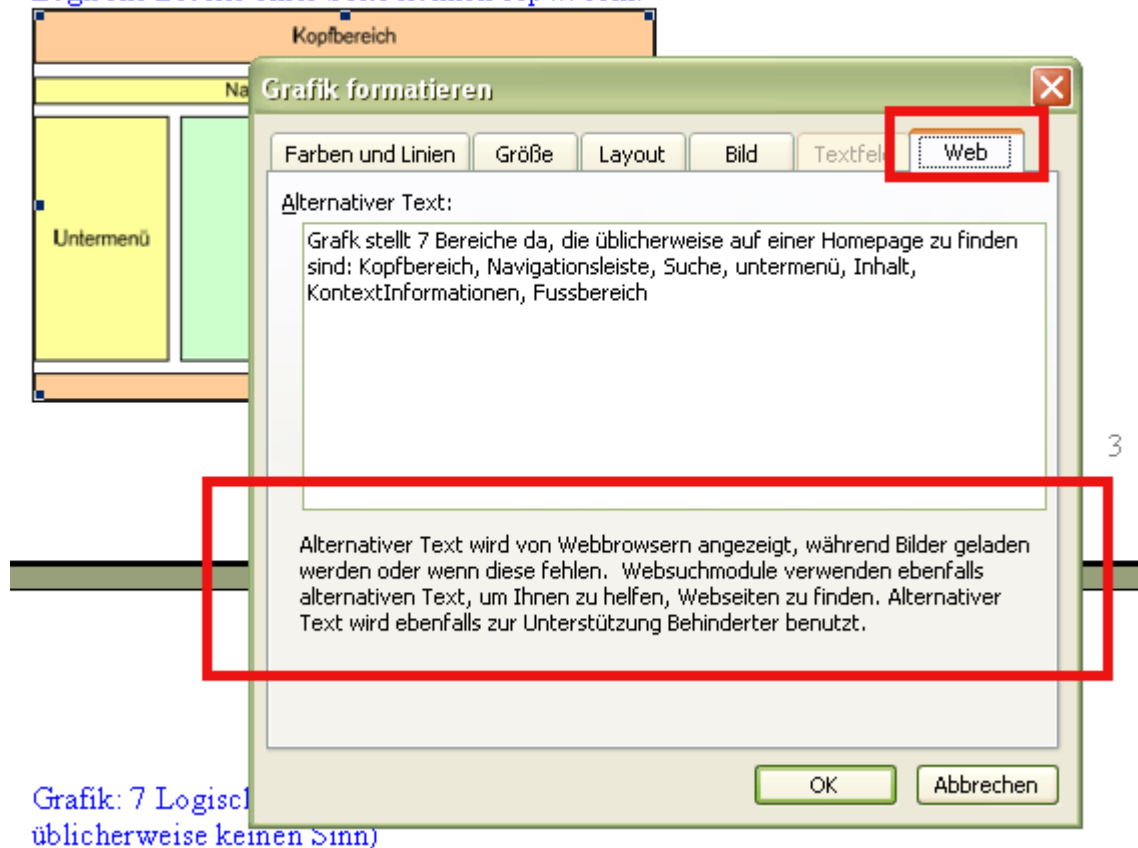 Kopfbereich
Na
Untermenü
Grafik formatieren
Farben und Linien Größe Layout Bild Textfeld Web
Alternativer Text:
Grafk stellt 7 Bereiche da, die üblicherweise auf einer Homepage zu finden
sind: Kopfbereich, Navigationsleiste, Suche, untermenü, Inhalt,
KontextInformationen, Fussbereich
3
Alternativer Text wird von Webbrowsern angezeigt, während Bilder geladen
werden oder wenn diese fehlen. Websuchmodule verwenden ebenfalls
alternativen Text, um Ihnen zu helfen, Webseiten zu finden. Alternativer
Text wird ebenfalls zur Unterstützung Behinderter benutzt.
OK Abbrechen
Grafik: 7 Logisch
üblicherweise keinen Sinn)